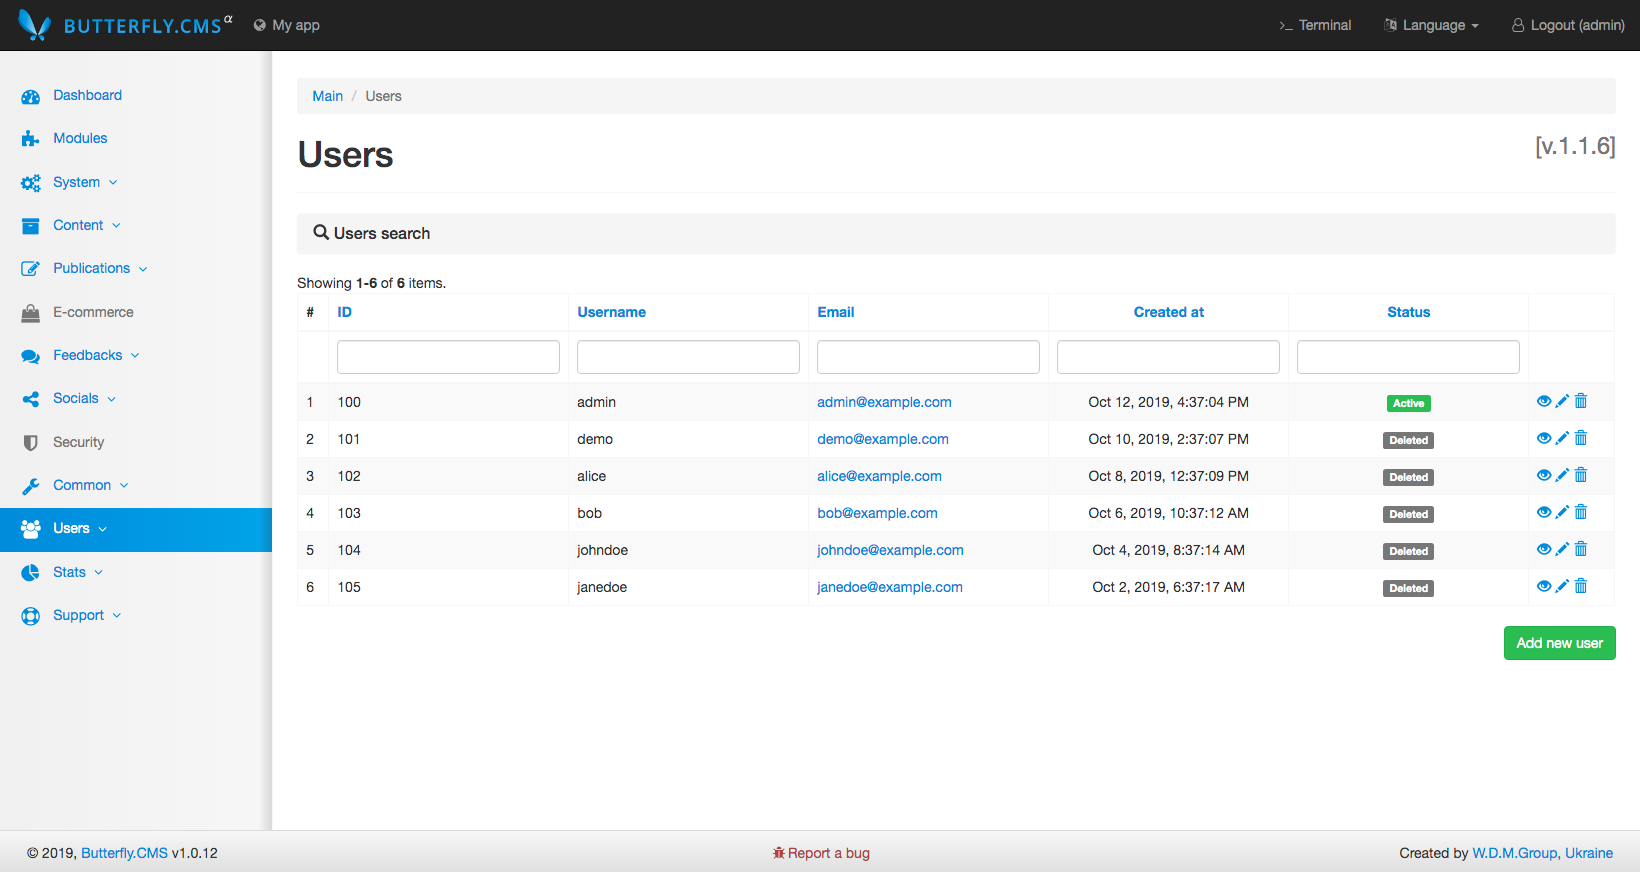 BUTTERFLY.CMS α My app Terminal Language Logout (admin)
Dashboard
Modules
System
Content
Publications
E-commerce
Feedbacks
Socials
Security
Common
Users
Stats
Support
Main / Users
Users [v.1.1.6]
Users search
Showing 1-6 of 6 items.
# ID Username Email Created at Status
1 100 admin admin@example.com Oct 12, 2019, 4:37:04 PM Active
2 101 demo demo@example.com Oct 10, 2019, 2:37:07 PM Deleted
3 102 alice alice@example.com Oct 8, 2019, 12:37:09 PM Deleted
4 103 bob bob@example.com Oct 6, 2019, 10:37:12 AM Deleted
5 104 johndoe johndoe@example.com Oct 4, 2019, 8:37:14 AM Deleted
6 105 janedoe janedoe@example.com Oct 2, 2019, 6:37:17 AM Deleted
Add new user
© 2019, Butterfly.CMS v1.0.12 Report a bug Created by W.D.M.Group, Ukraine